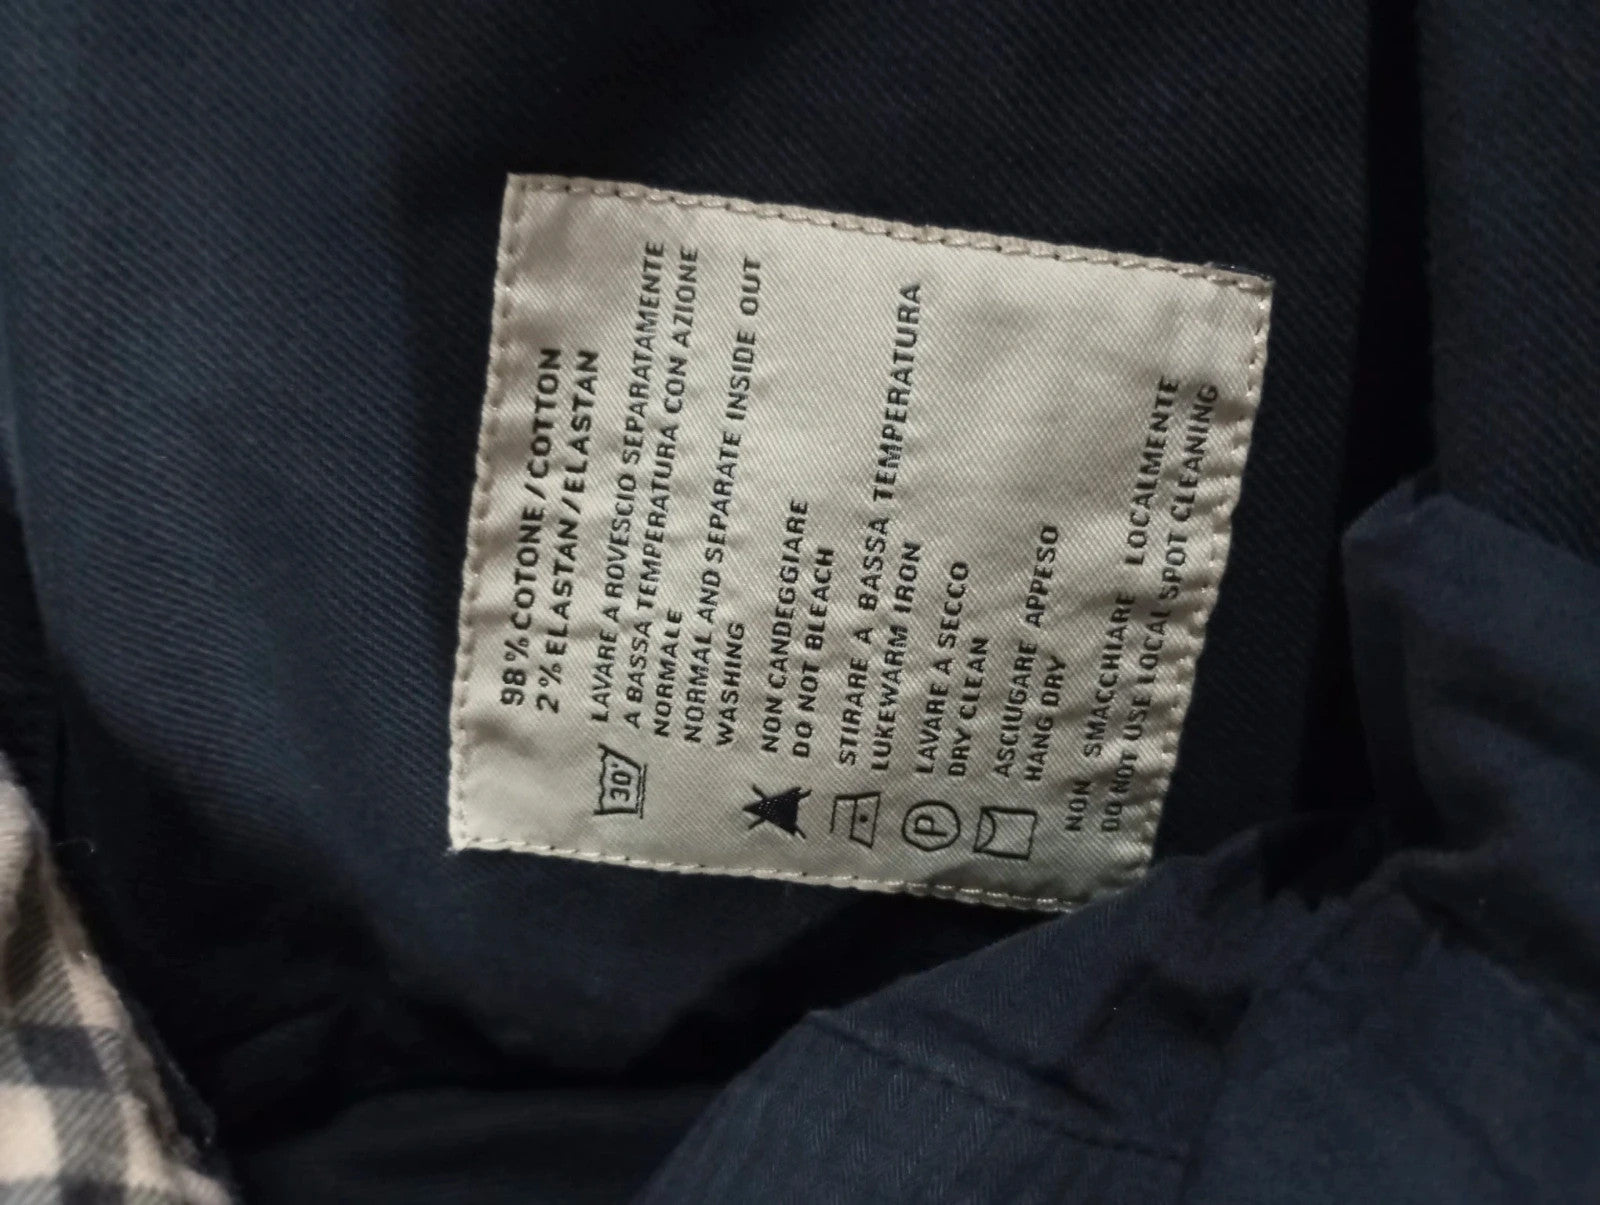 98% COTONE/COTTON
2% ELASTAN/ELASTAN
LAVARE A ROVESCIO SEPARATAMENTE
A BASSA TEMPERATURA CON AZIONE
NORMALE
NORMAL AND SEPARATE INSIDE OUT
WASHING
30°
NON CANDEGGIARE
DO NOT BLEACH
STIRARE A BASSA TEMPERATURA
LUKEWARM IRON
LAVARE A SECCO
DRY CLEAN
P
ASCIUGARE APPESO
HANG DRY
NON SMACCHIARE LOCALMENTE
DO NOT USE LOCAL SPOT CLEANING